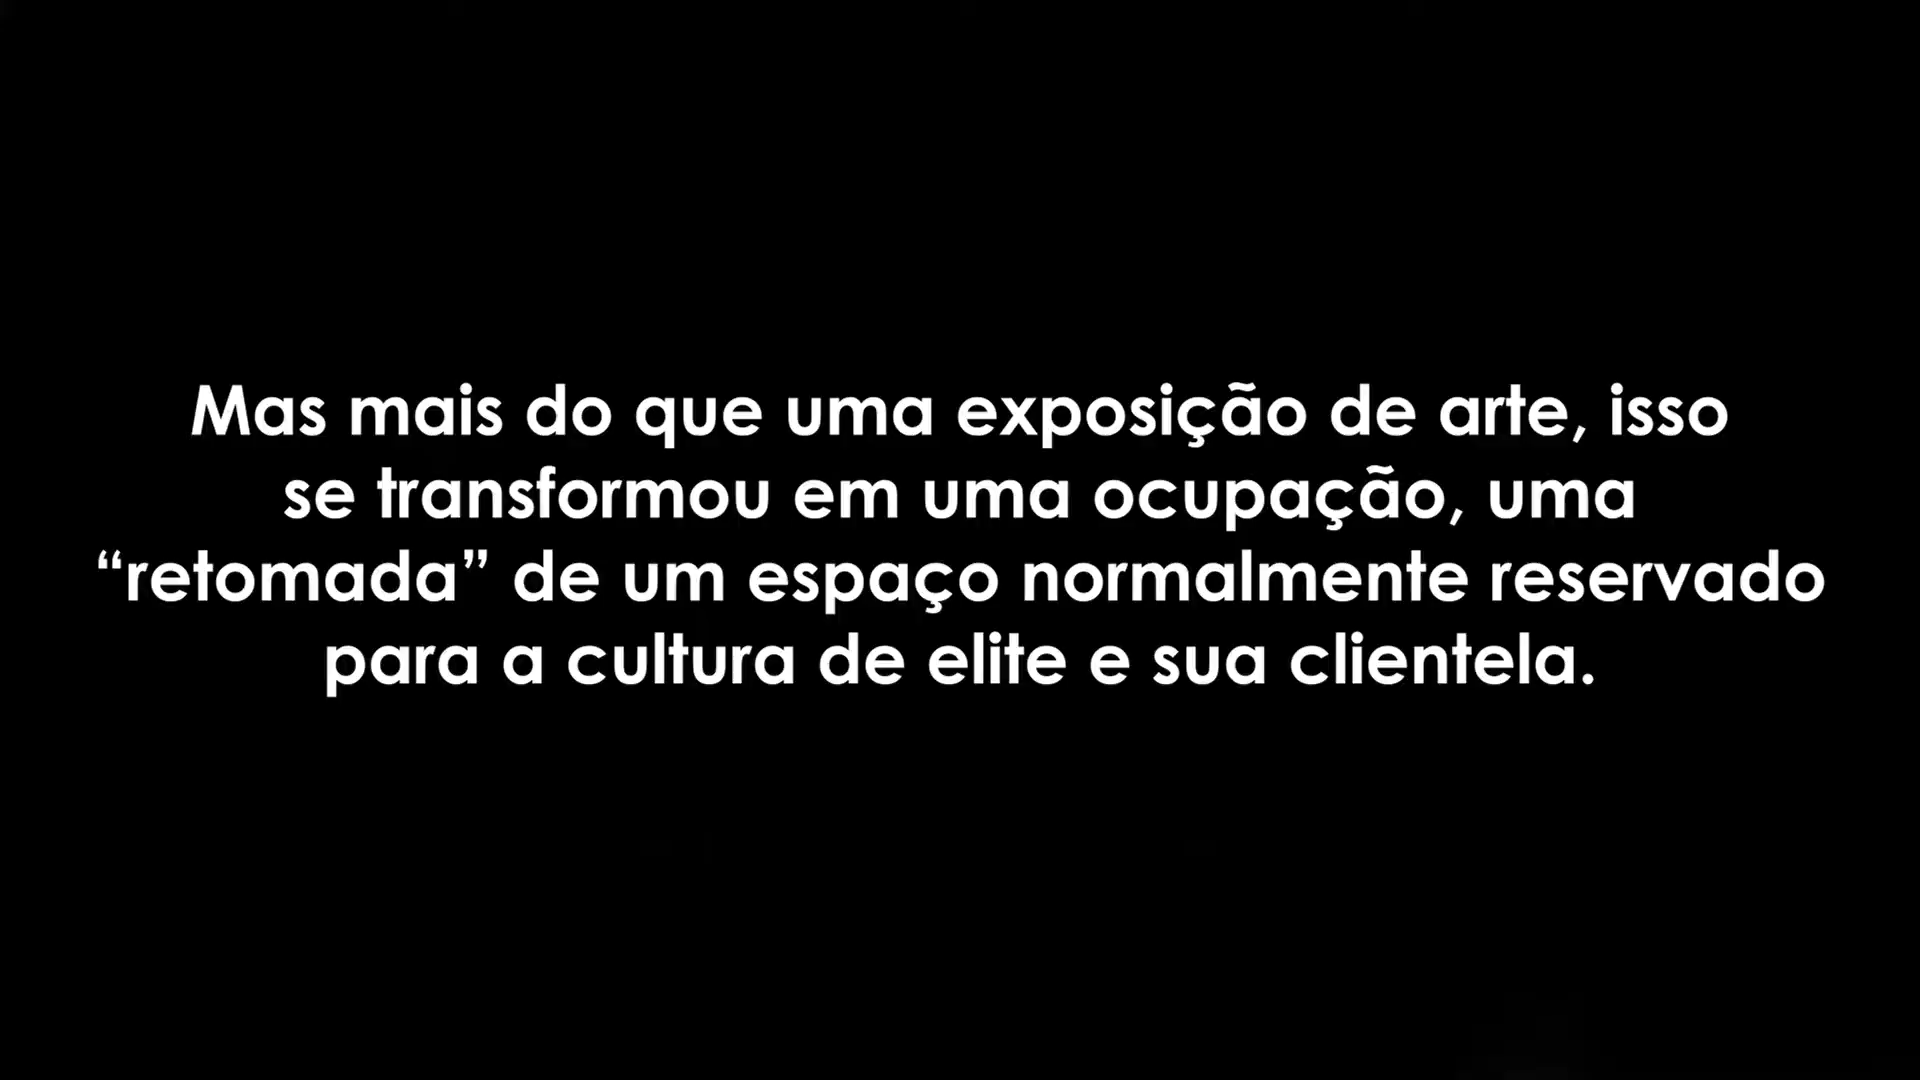 Mas mais do que uma exposição de arte, isso
se transformou em uma ocupação, uma
“retomada” de um espaço normalmente reservado
para a cultura de elite e sua clientela.